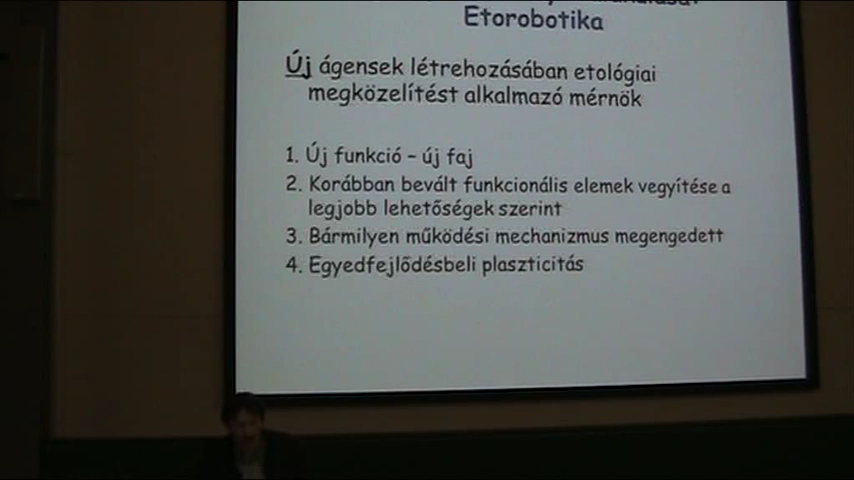 Etorobotika
Új ágensek létrehozásában etológiai
megközelítést alkalmazó mérnök
1. Új funkció – új faj
2. Korábban bevált funkcionális elemek vegyítése a
legjobb lehetőségek szerint
3. Bármilyen működési mechanizmus megengedett
4. Egyedfejlődésbeli plaszticitás